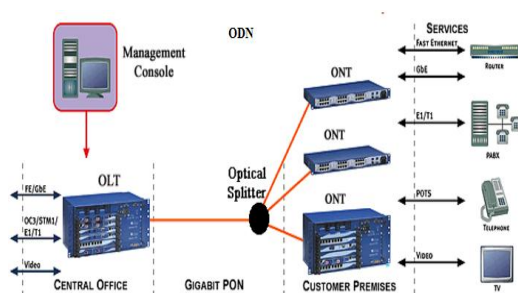 ODN
SERVICES
Management
Console
FAST ETHERNET
ROUTER
ONT
GbE
E1/T1
PABX
ONT
OLT
Optical
Splitter
FE/GbE
OC3/STM1/
E1/T1
Video
ONT
POTS
TELEPHONE
Video
TV
CENTRAL OFFICE
GIGABIT PON
CUSTOMER PREMISES